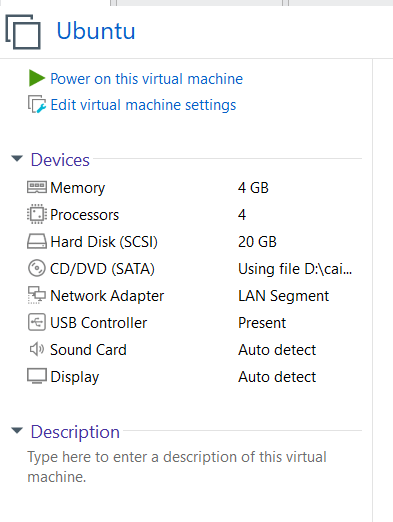 Ubuntu
Power on this virtual machine
Edit virtual machine settings
Devices
Memory 4 GB
Processors 4
Hard Disk (SCSI) 20 GB
CD/DVD (SATA) Using file D:\cai...
Network Adapter LAN Segment
USB Controller Present
Sound Card Auto detect
Display Auto detect
Description
Type here to enter a description of this virtual
machine.